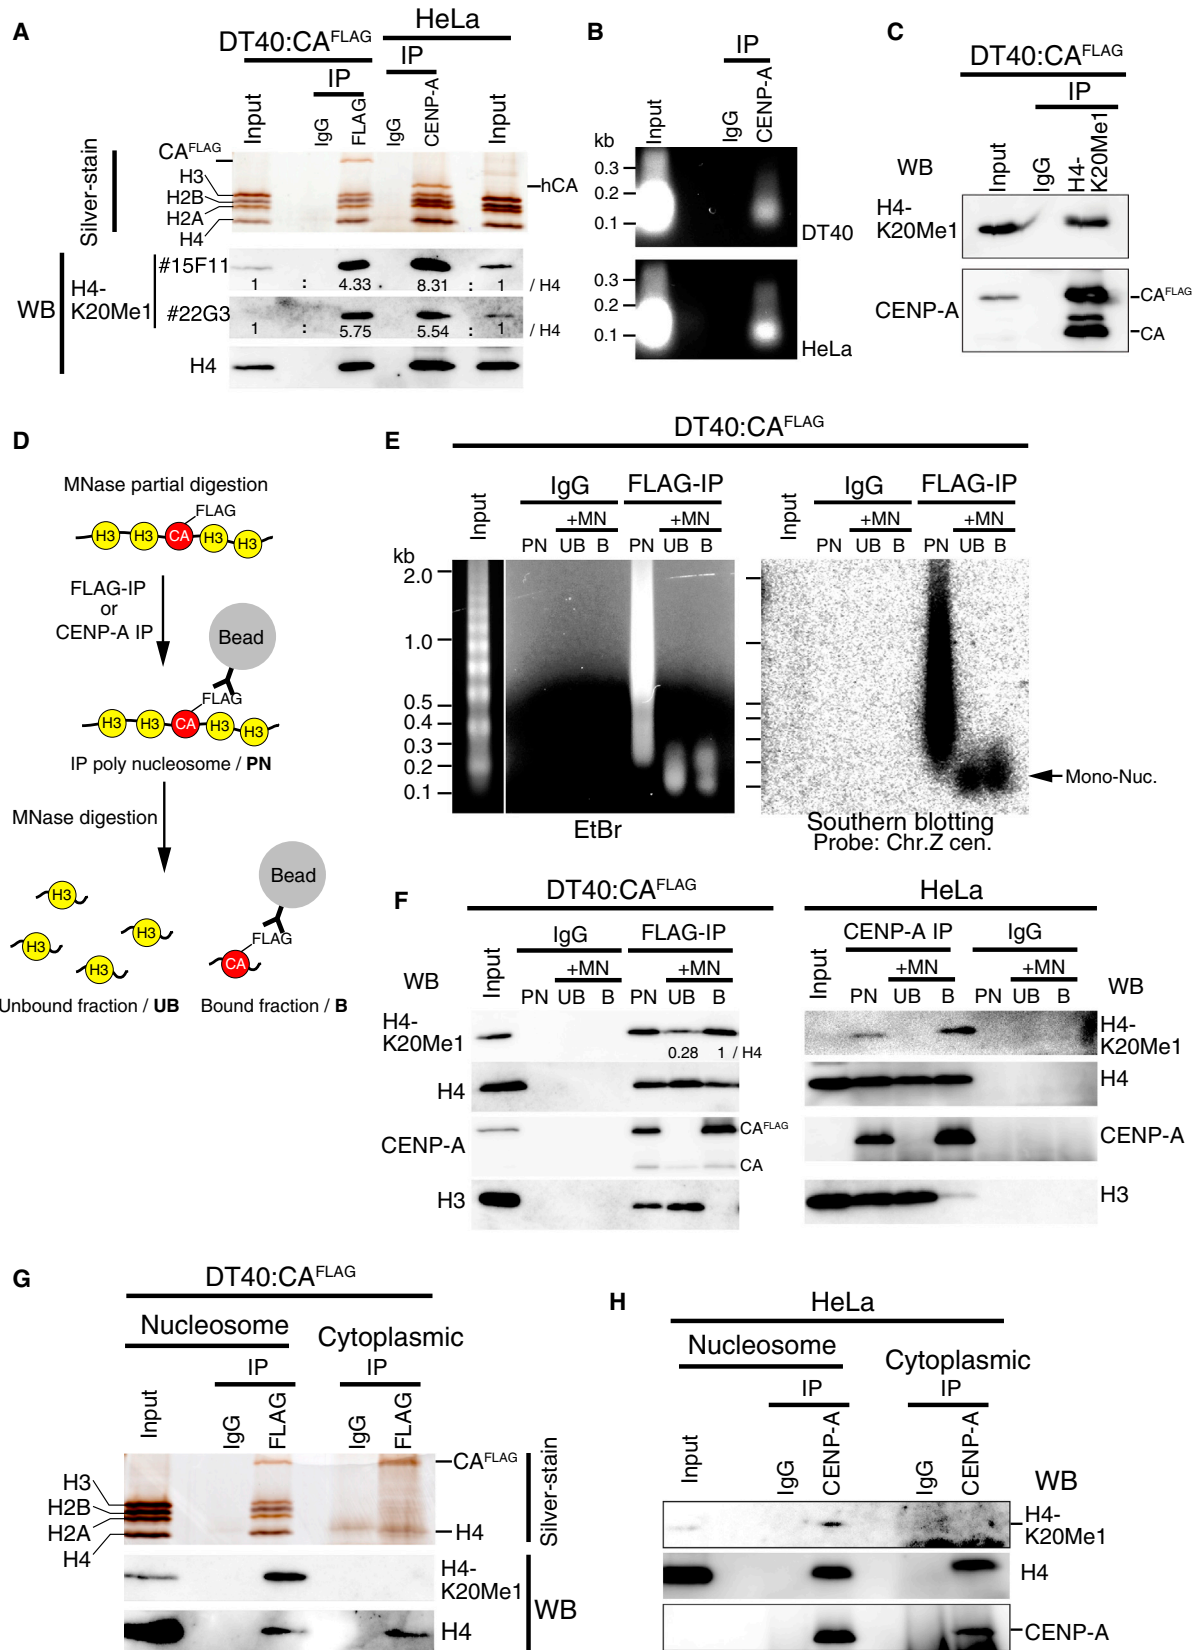 A
DT40:CA^FLAG
HeLa
IP
IP
Input
IgG
FLAG
IgG
CENP-A
Input
Silver-stain
CA^FLAG
H3
H2B
H2A
H4
hCA
WB
H4-
K20Me1
#15F11
1 : 4.33 8.31 : 1 / H4
#22G3
1 : 5.75 5.54 : 1 / H4
H4
B
IP
Input
IgG
CENP-A
kb
0.3
0.2
0.1
DT40
0.3
0.2
0.1
HeLa
C
DT40:CA^FLAG
IP
WB
Input
IgG
H4-
K20Me1
H4-
K20Me1
CENP-A
CA^FLAG
CA
D
MNase partial digestion
FLAG
H3 H3 CA H3 H3
FLAG-IP
or
CENP-A IP
Bead
FLAG
H3 H3 CA H3 H3
IP poly nucleosome / PN
MNase digestion
Bead
H3
H3
H3
H3
FLAG
CA
Unbound fraction / UB
Bound fraction / B
E
DT40:CA^FLAG
Input
IgG
FLAG-IP
+MN
+MN
PN UB B PN UB B
kb
2.0
1.0
0.5
0.4
0.3
0.2
0.1
EtBr
Input
IgG
FLAG-IP
+MN
+MN
PN UB B PN UB B
Mono-Nuc.
Southern blotting
Probe: Chr.Z cen.
F
DT40:CA^FLAG
IgG
FLAG-IP
+MN
+MN
WB
Input
PN UB B PN UB B
H4-
K20Me1
0.28 1 / H4
H4
CENP-A
CA^FLAG
CA
H3
HeLa
CENP-A IP
IgG
+MN
+MN
Input
PN UB B PN UB B
WB
H4-
K20Me1
H4
CENP-A
H3
G
DT40:CA^FLAG
Nucleosome
Cytoplasmic
IP
IP
Input
IgG
FLAG
IgG
FLAG
H3
H2B
H2A
H4
CA^FLAG
H4
Silver-stain
H4-
K20Me1
H4
WB
H
HeLa
Nucleosome
Cytoplasmic
IP
IP
Input
IgG
CENP-A
IgG
CENP-A
WB
H4-
K20Me1
H4
CENP-A